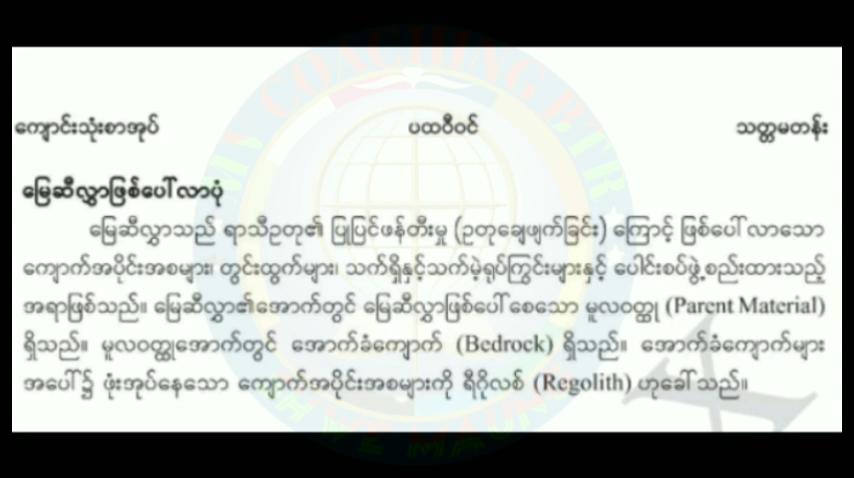 ကျောင်းသုံးစာအုပ် ပထဝီဝင် သတ္တမတန်း
မြေဆီလွှာဖြစ်ပေါ်လာပုံ
မြေဆီလွှာသည် ရာသီဥတု၏ ပြုပြင်ဖန်တီးမှု (ဥတုချေဖျက်ခြင်း) ကြောင့် ဖြစ်ပေါ်လာသော
ကျောက်အပိုင်းအစများ၊ တွင်းထွက်များ၊ သက်ရှိနှင့်သက်မဲ့ရုပ်ကြွင်းများနှင့် ပေါင်းစပ်ဖွဲ့စည်းထားသည့်
အရာဖြစ်သည်။ မြေဆီလွှာ၏အောက်တွင် မြေဆီလွှာဖြစ်ပေါ်စေသော မူလဝတ္ထု (Parent Material)
ရှိသည်။ မူလဝတ္ထုအောက်တွင် အောက်ခံကျောက် (Bedrock) ရှိသည်။ အောက်ခံကျောက်များ
အပေါ်၌ ဖုံးအုပ်နေသော ကျောက်အပိုင်းအစများကို ရီဂိုလစ် (Regolith) ဟုခေါ်သည်။